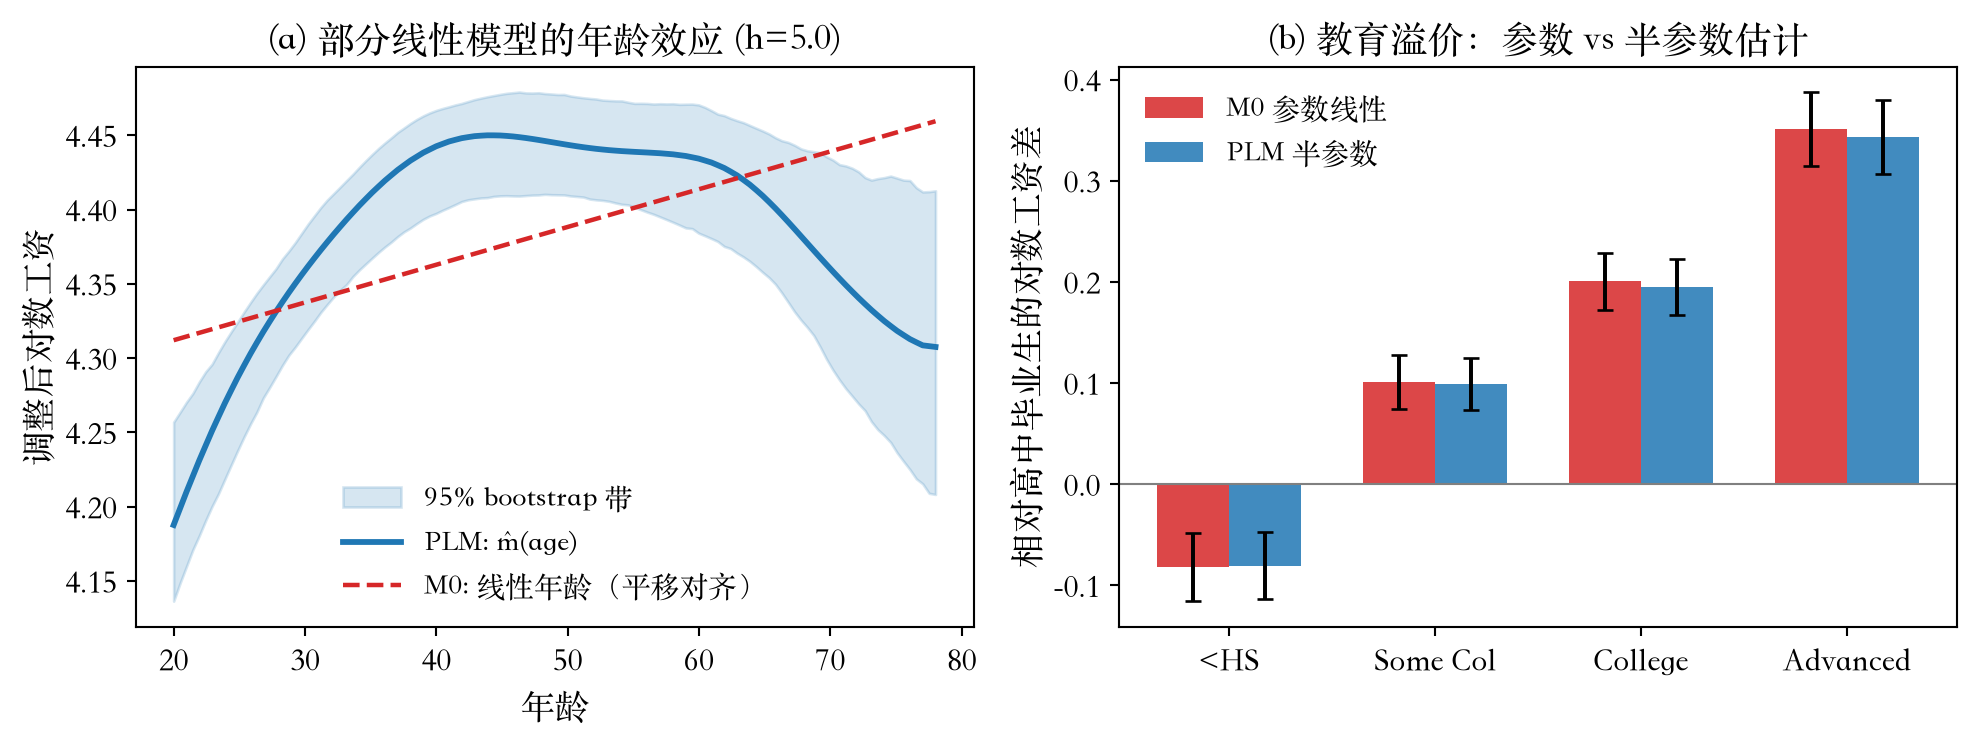 (a) 部分线性模型的年龄效应 (h=5.0)
调整后对数工资
4.45
4.40
4.35
4.30
4.25
4.20
4.15
95% bootstrap 带
PLM: m̂(age)
M0: 线性年龄（平移对齐）
20 30 40 50 60 70 80
年龄
(b) 教育溢价：参数 vs 半参数估计
相对高中毕业生的对数工资差
0.4
0.3
0.2
0.1
0.0
-0.1
M0 参数线性
PLM 半参数
<HS Some Col College Advanced